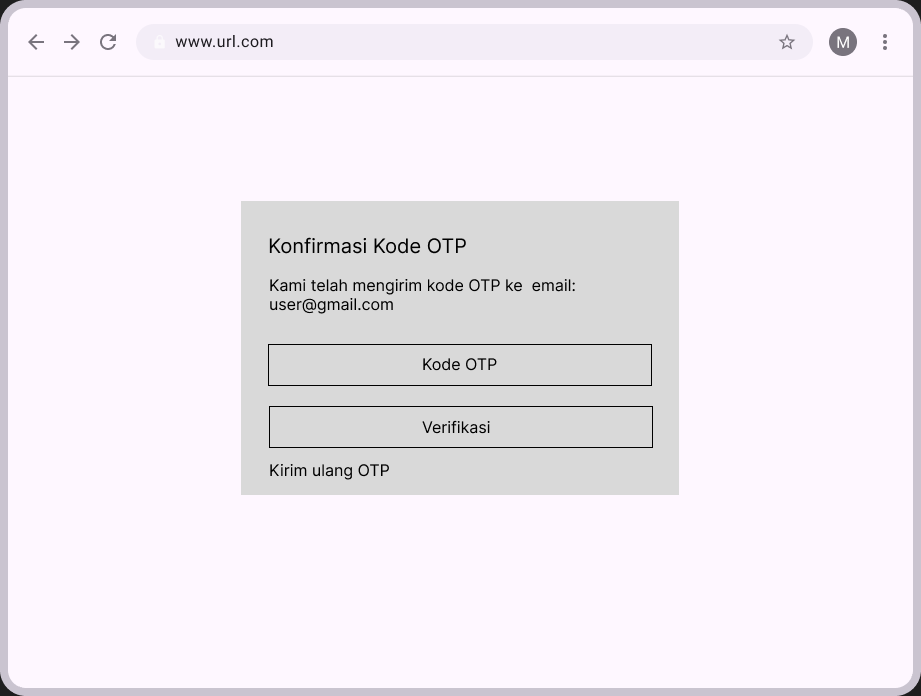 www.url.com
M
Konfirmasi Kode OTP
Kami telah mengirim kode OTP ke  email:
user@gmail.com
Kode OTP
Verifikasi
Kirim ulang OTP